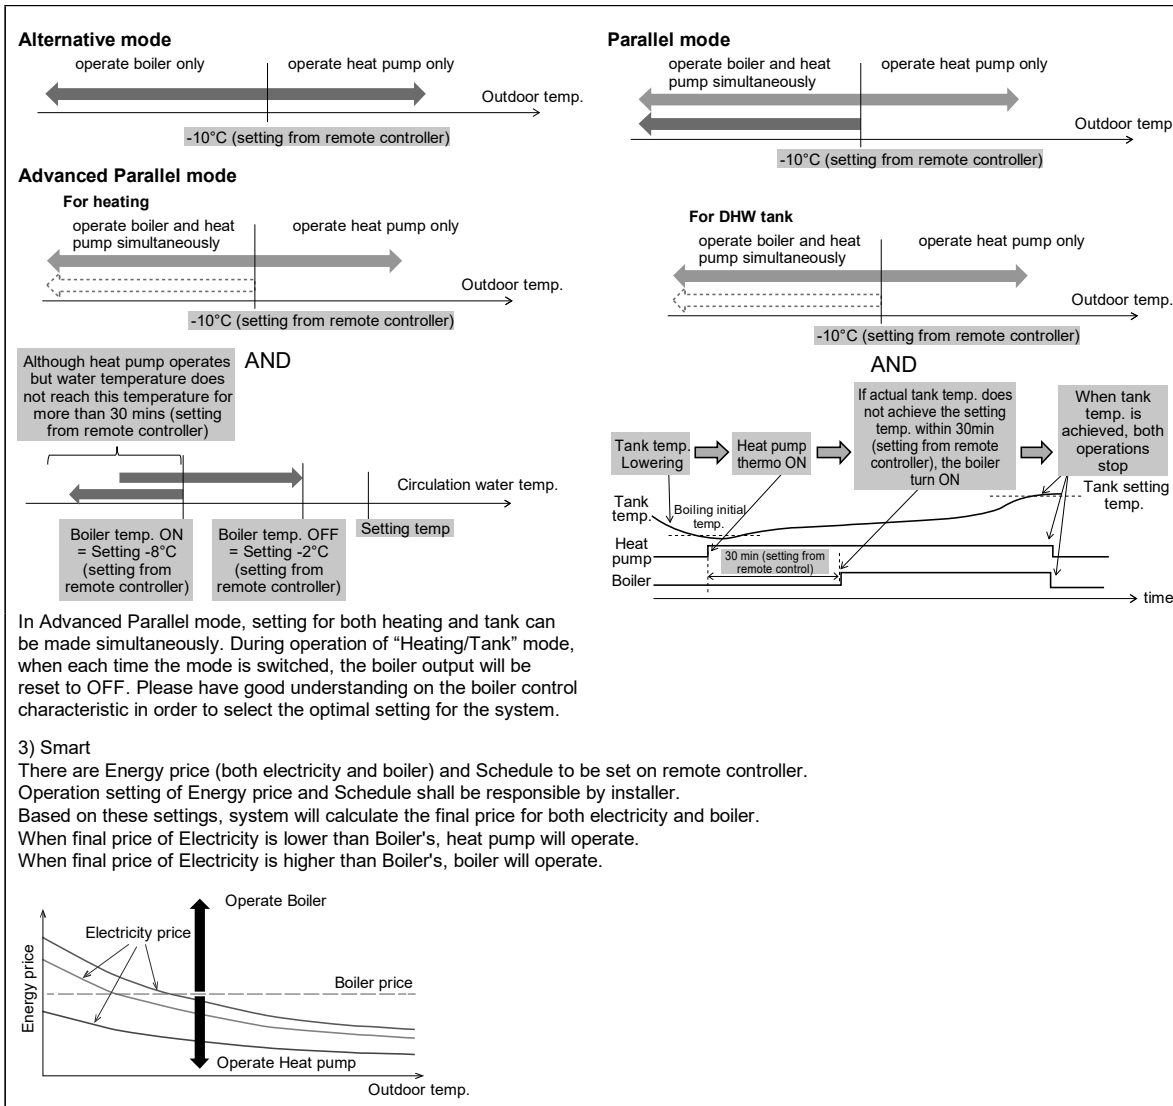 Alternative mode
operate boiler only
operate heat pump only
Outdoor temp.
-10°C (setting from remote controller)
Parallel mode
operate boiler and heat
pump simultaneously
operate heat pump only
Outdoor temp.
-10°C (setting from remote controller)
Advanced Parallel mode
For heating
operate boiler and heat
pump simultaneously
operate heat pump only
Outdoor temp.
-10°C (setting from remote controller)
AND
Although heat pump operates
but water temperature does
not reach this temperature for
more than 30 mins (setting
from remote controller)
Circulation water temp.
Boiler temp. ON
= Setting -8°C
(setting from
remote controller)
Boiler temp. OFF
= Setting -2°C
(setting from
remote controller)
Setting temp
For DHW tank
operate boiler and heat
pump simultaneously
operate heat pump only
Outdoor temp.
-10°C (setting from remote controller)
AND
Tank temp.
Lowering
Heat pump
thermo ON
If actual tank temp. does
not achieve the setting
temp. within 30min
(setting from remote
controller), the boiler
turn ON
When tank
temp. is
achieved, both
operations
stop
Tank
temp.
Boiling initial
temp.
Tank setting
temp.
Heat
pump
30 min (setting from
remote control)
Boiler
time
In Advanced Parallel mode, setting for both heating and tank can
be made simultaneously. During operation of “Heating/Tank” mode,
when each time the mode is switched, the boiler output will be
reset to OFF. Please have good understanding on the boiler control
characteristic in order to select the optimal setting for the system.
3) Smart
There are Energy price (both electricity and boiler) and Schedule to be set on remote controller.
Operation setting of Energy price and Schedule shall be responsible by installer.
Based on these settings, system will calculate the final price for both electricity and boiler.
When final price of Electricity is lower than Boiler's, heat pump will operate.
When final price of Electricity is higher than Boiler's, boiler will operate.
Operate Boiler
Electricity price
Boiler price
Energy price
Operate Heat pump
Outdoor temp.